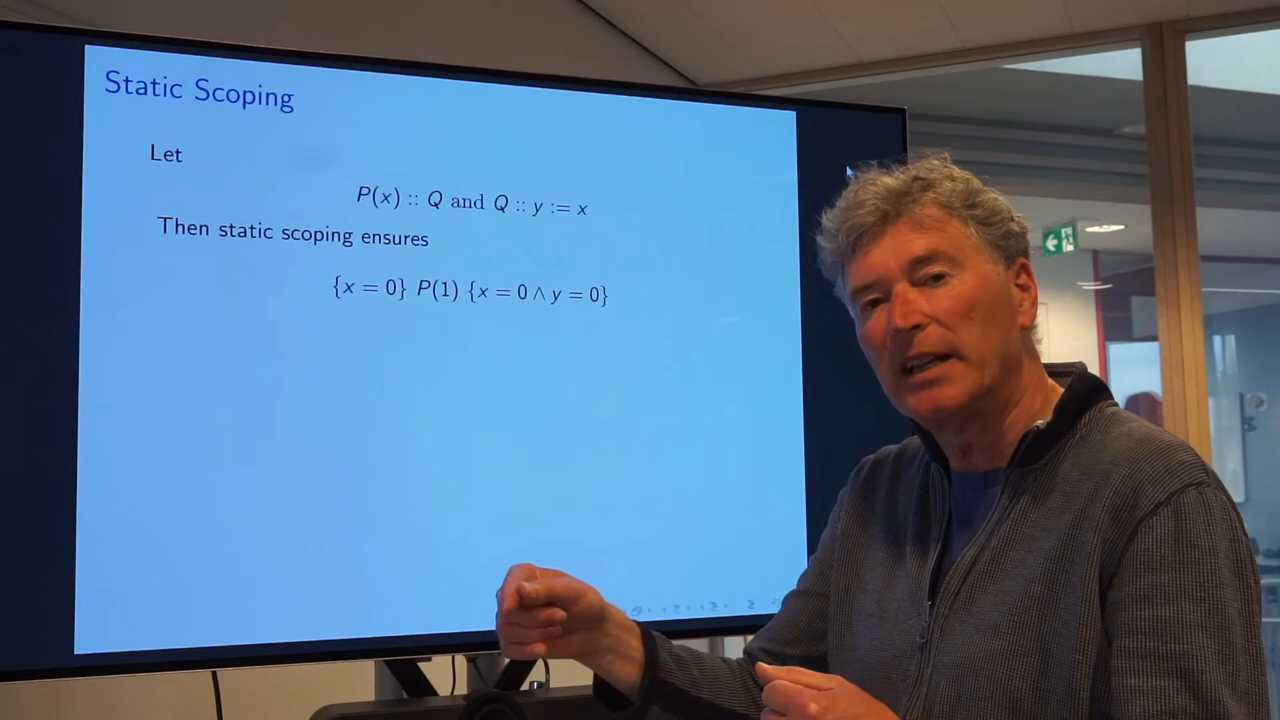 Static Scoping
Let
P(x) :: Q and Q :: y := x
Then static scoping ensures
{x = 0} P(1) {x = 0 ∧ y = 0}